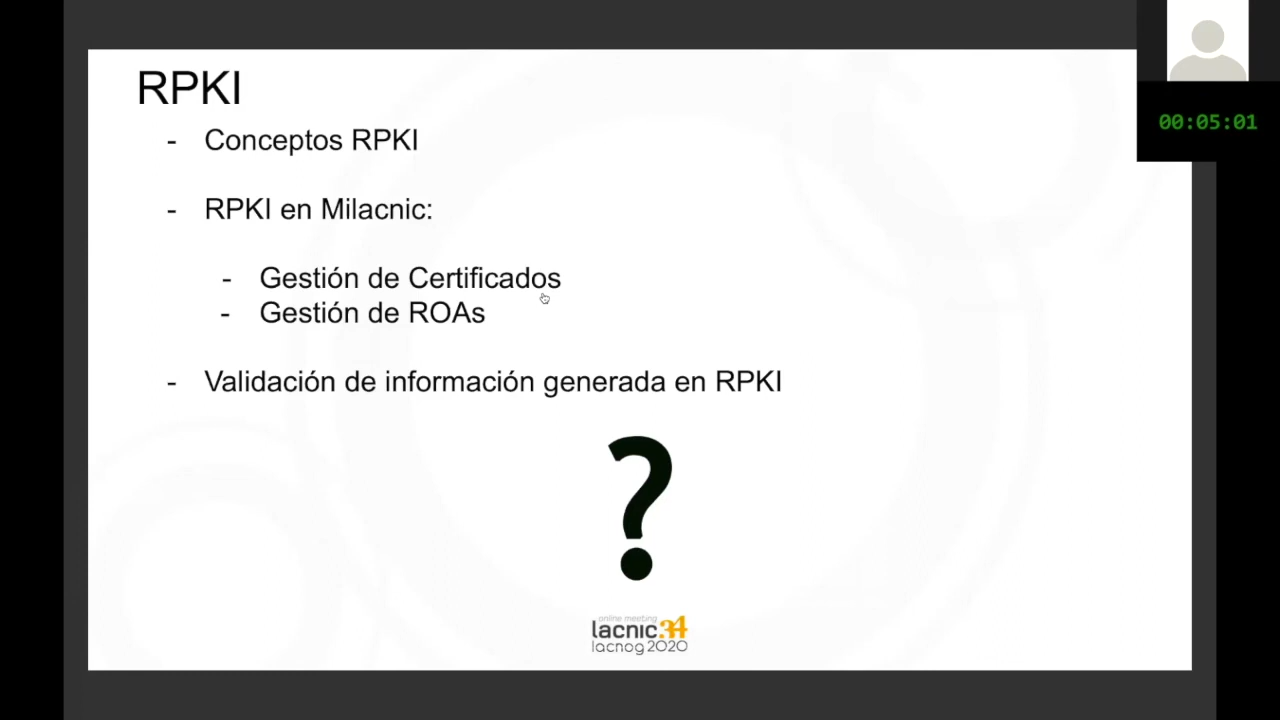 RPKI
- Conceptos RPKI
- RPKI en Milacnic:
- Gestión de Certificados
- Gestión de ROAs
- Validación de información generada en RPKI
?
online meeting
lacnic34
lacnog2020
00:05:01